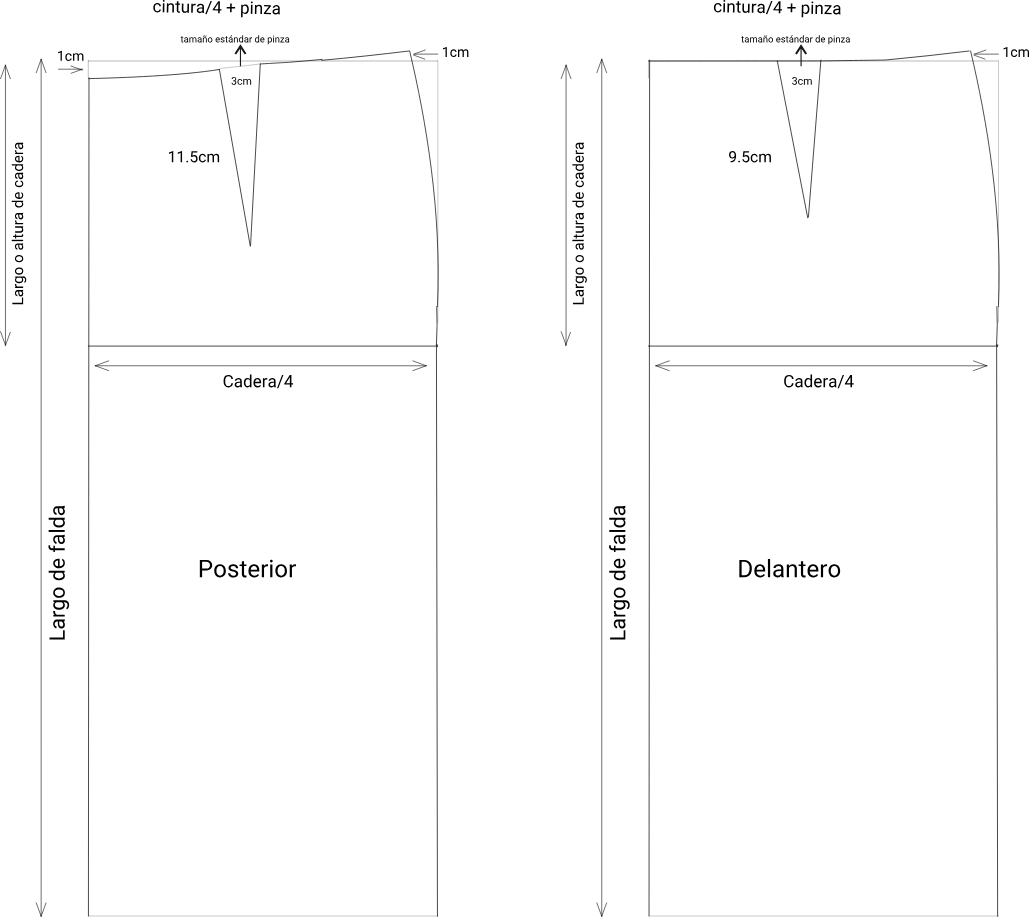 cintura/4 + pinza
tamaño estándar de pinza
1cm
1cm
3cm
11.5cm
Largo o altura de cadera
Cadera/4
Largo de falda
Posterior
cintura/4 + pinza
tamaño estándar de pinza
1cm
3cm
9.5cm
Largo o altura de cadera
Cadera/4
Largo de falda
Delantero